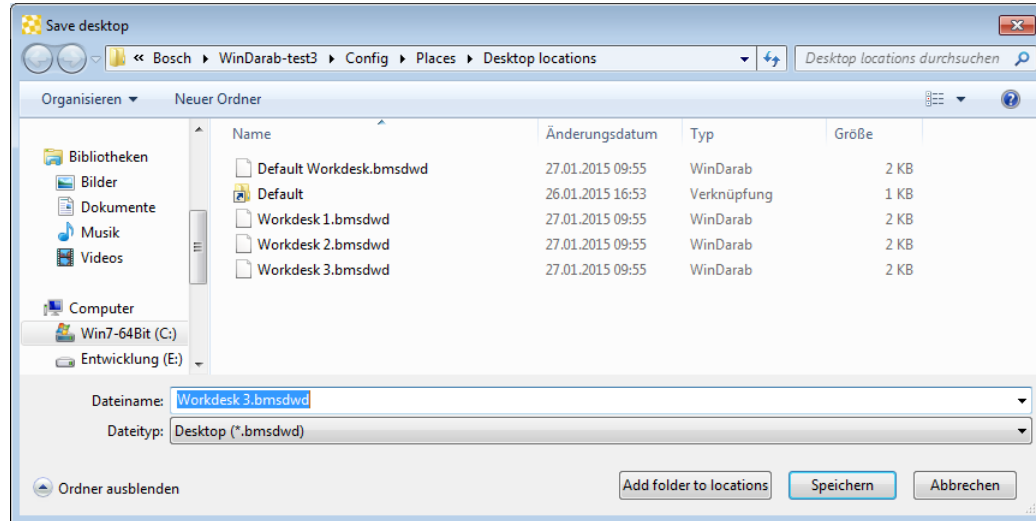 Save desktop
« Bosch WinDarab-test3 Config Places Desktop locations Desktop locations durchsuchen
Organisieren Neuer Ordner
Name Änderungsdatum Typ Größe
Bibliotheken
Bilder
Dokumente
Musik
Videos
Computer
Win7-64Bit (C:)
Entwicklung (E:)
Default Workdesk.bmsdwd 27.01.2015 09:55 WinDarab 2 KB
Default 26.01.2015 16:53 Verknüpfung 1 KB
Workdesk 1.bmsdwd 27.01.2015 09:55 WinDarab 2 KB
Workdesk 2.bmsdwd 27.01.2015 09:55 WinDarab 2 KB
Workdesk 3.bmsdwd 27.01.2015 09:55 WinDarab 2 KB
Dateiname: Workdesk 3.bmsdwd
Dateityp: Desktop (*.bmsdwd)
Ordner ausblenden Add folder to locations Speichern Abbrechen